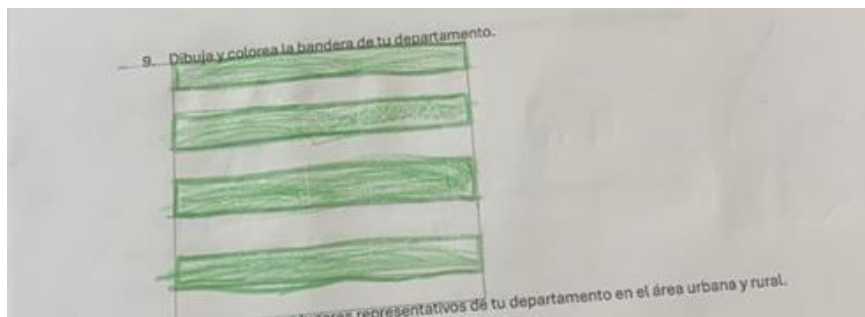 9. Dibuja y colorea la bandera de tu departamento.
representativos de tu departamento en el área urbana y rural.